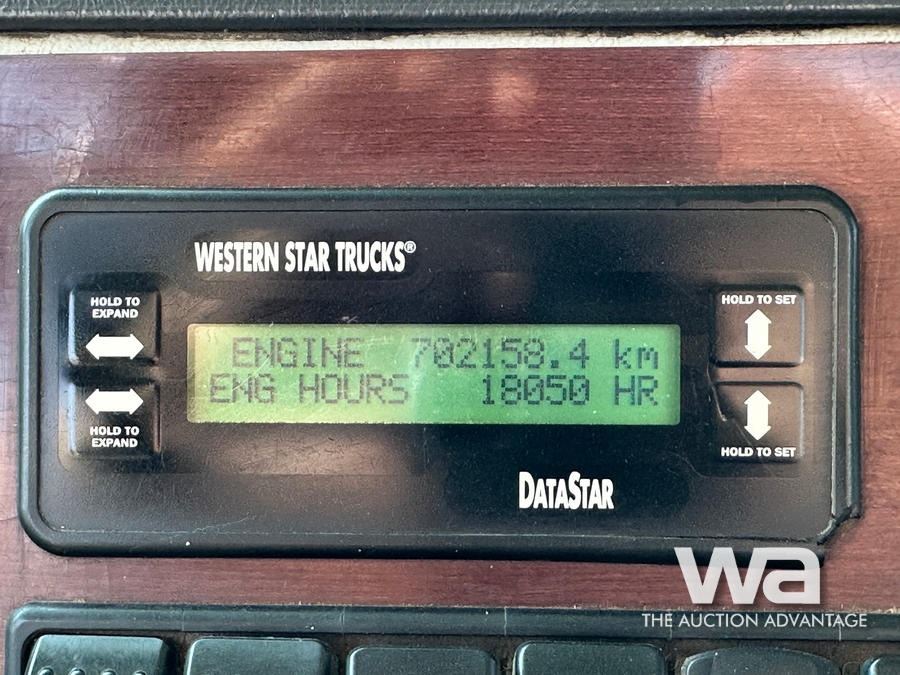 WESTERN STAR TRUCKS®
HOLD TO
EXPAND
HOLD TO SET
ENGINE 702158.4 km
ENG HOURS 18050 HR
HOLD TO
EXPAND
HOLD TO SET
DATASTAR
wa
THE AUCTION ADVANTAGE